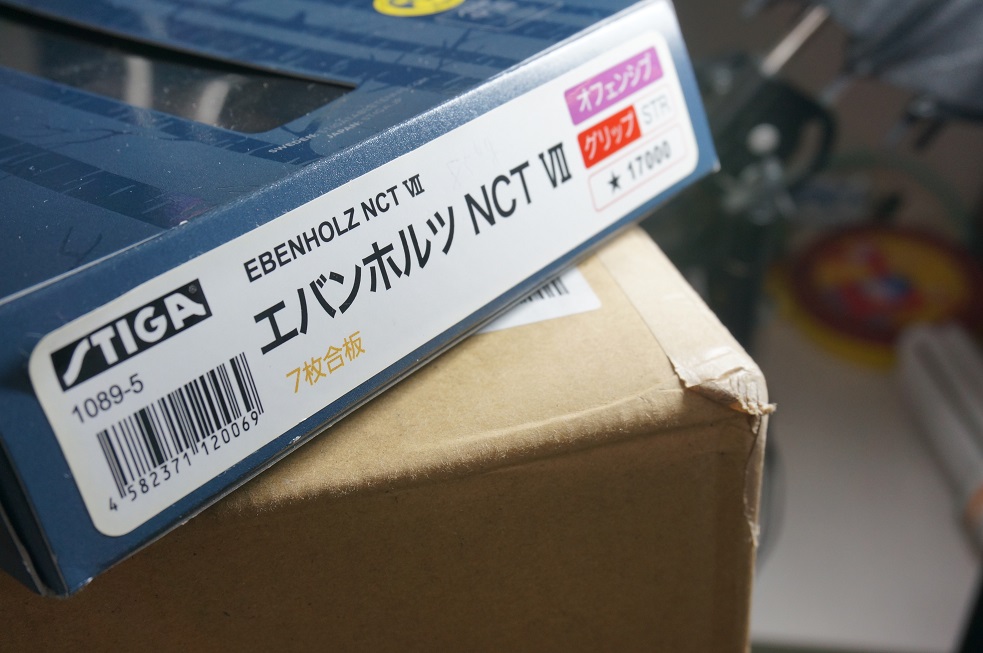 STIGA®
1089-5
4 582371 120069
EBENHOLZ NCT Ⅶ
エバンホルツ NCT Ⅶ
7枚合板
オフェンシブ
グリップ STR
★ 17000